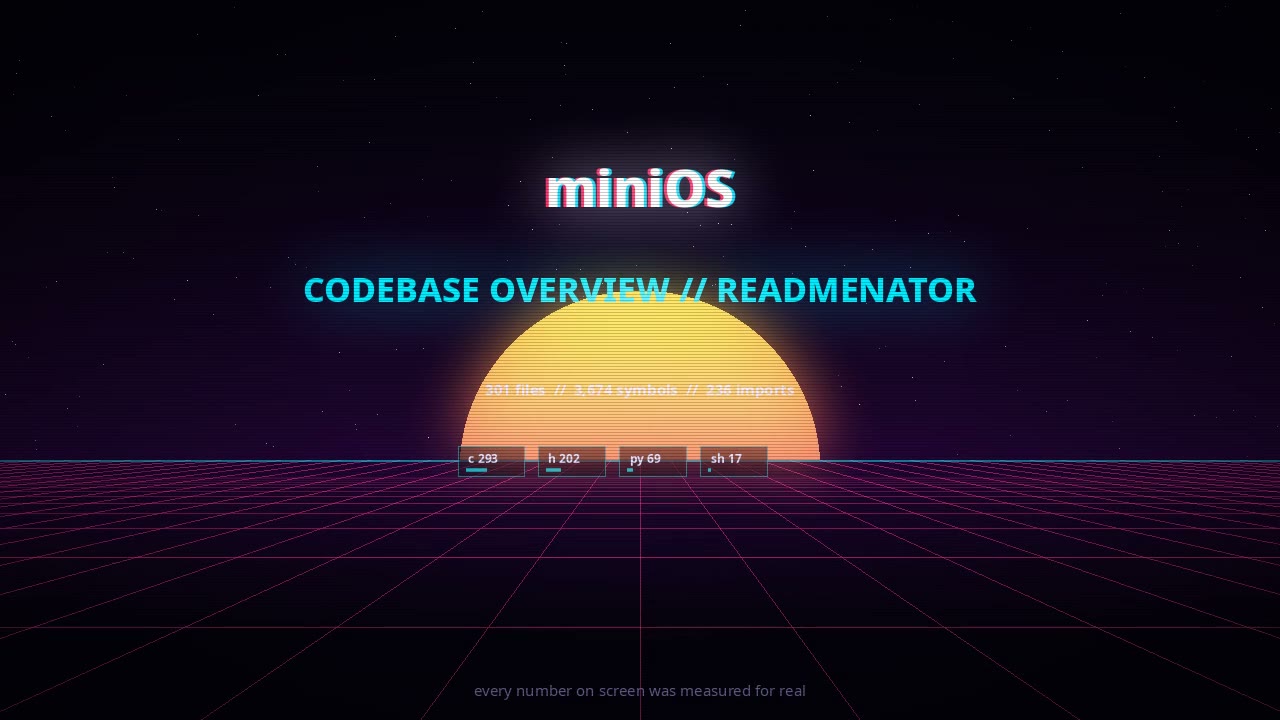 miniOS
CODEBASE OVERVIEW // READMENATOR
301 files // 3,674 symbols // 236 imports
c 293 h 202 py 69 sh 17
every number on screen was measured for real